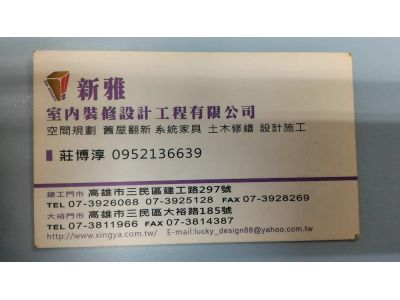 新雅
室內裝修設計工程有限公司
空間規劃 舊屋翻新 系統家具 土木修繕 設計施工
莊博淳 0952136639
建工門市 高雄市三民區建工路297號
TEL 07-3926068 07-3925128 FAX 07-3928269
大裕門市 高雄市三民區大裕路185號
TEL 07-3811966 FAX 07-3814387
http://www.xingya.com.tw/ E-mail:lucky_design88@yahoo.com.tw